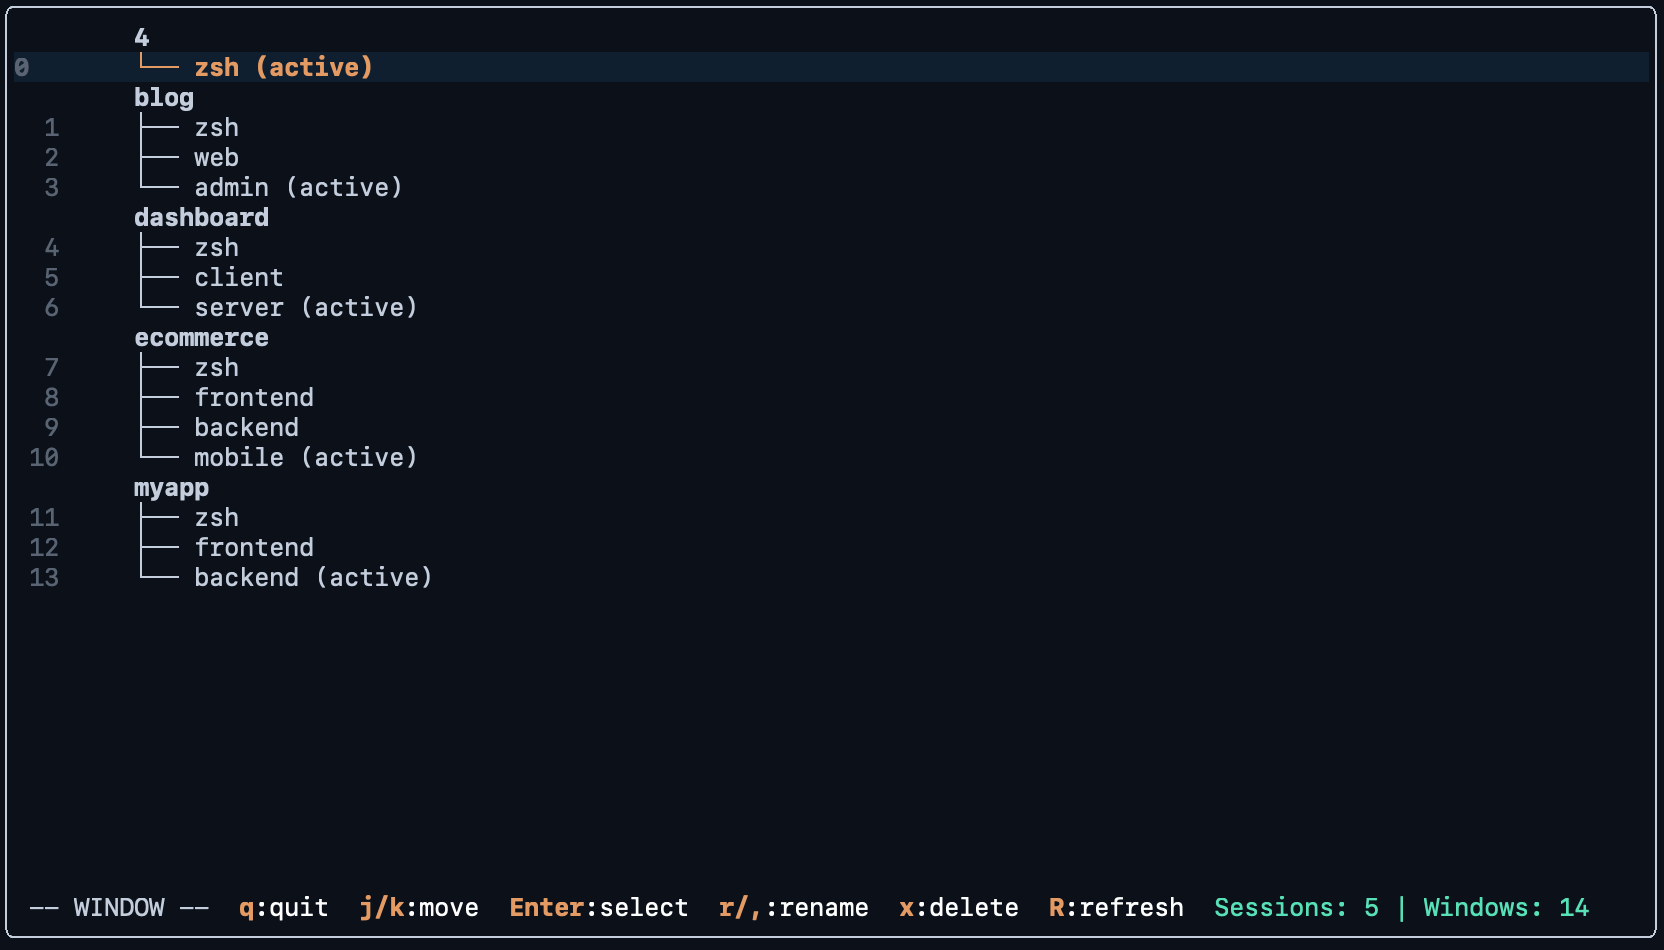 4
0 └── zsh (active)
blog
1 ├── zsh
2 ├── web
3 └── admin (active)
dashboard
4 ├── zsh
5 ├── client
6 └── server (active)
ecommerce
7 ├── zsh
8 ├── frontend
9 ├── backend
10 └── mobile (active)
myapp
11 ├── zsh
12 ├── frontend
13 └── backend (active)
── WINDOW ── q:quit j/k:move Enter:select r/,:rename x:delete R:refresh Sessions: 5 | Windows: 14